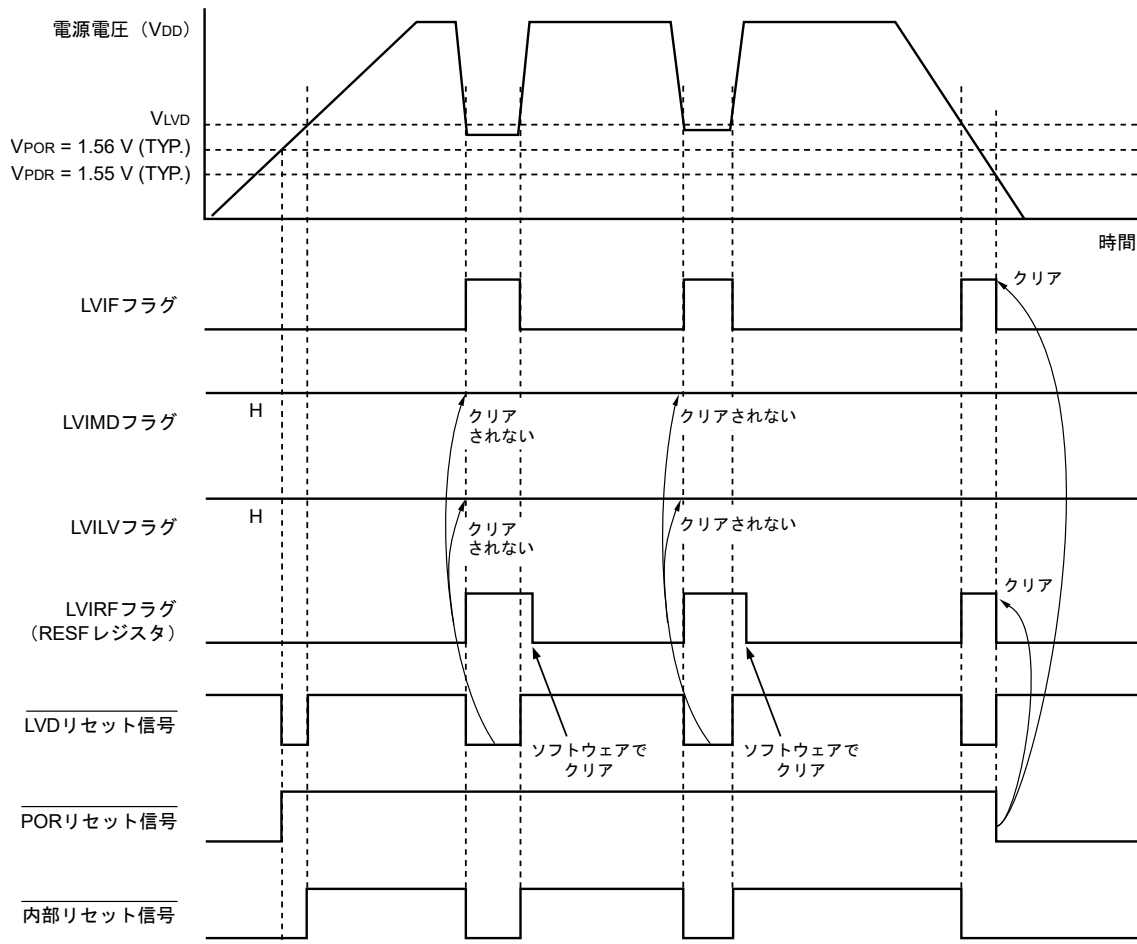 電源電圧（VDD）
VLVD
VPOR = 1.56 V (TYP.)
VPDR = 1.55 V (TYP.)
時間
LVIFフラグ
クリア
H
LVIMDフラグ
クリア
されない
クリアされない
H
LVILVフラグ
クリア
されない
クリアされない
LVIRFフラグ
（RESFレジスタ）
クリア
LVDリセット信号
ソフトウェアで
クリア
ソフトウェアで
クリア
PORリセット信号
内部リセット信号